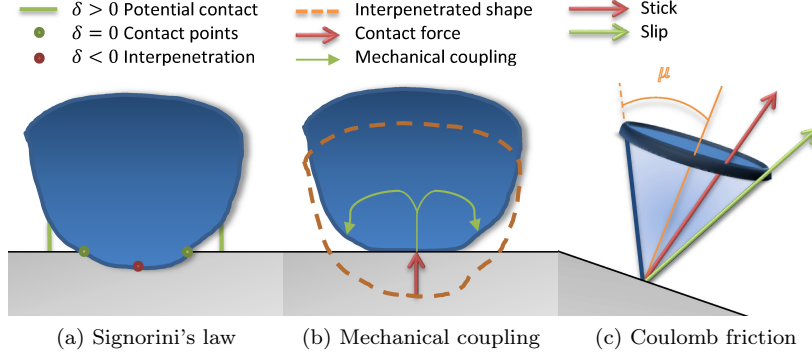 δ > 0 Potential contact
δ = 0 Contact points
δ < 0 Interpenetration
Interpenetrated shape
Contact force
Mechanical coupling
Stick
Slip
μ
(a) Signorini's law
(b) Mechanical coupling
(c) Coulomb friction